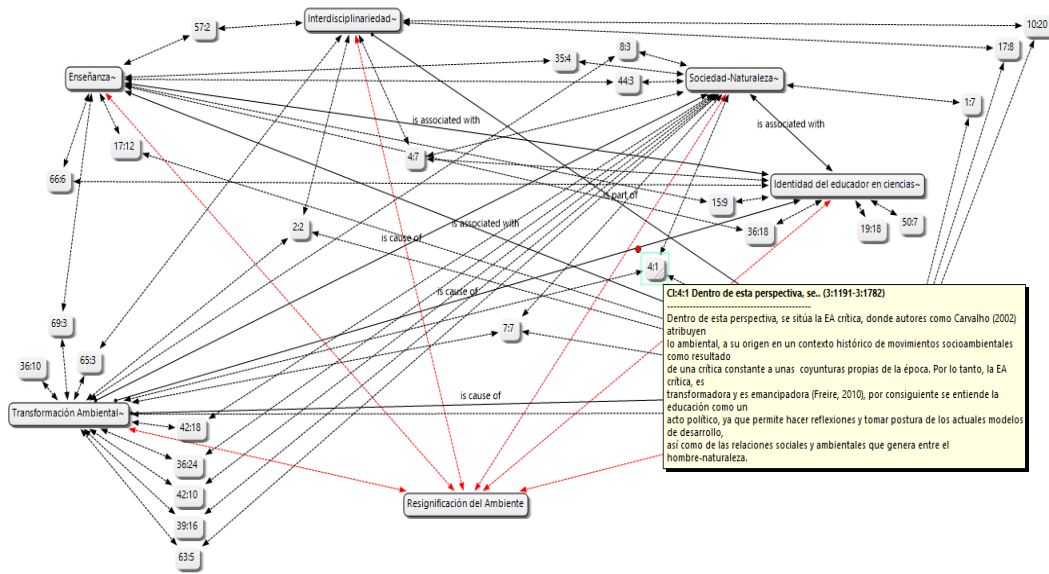 Interdisciplinariedad~
10:20
57:2
17:8
8:3
35:4
Enseñanza~
Sociedad-Naturaleza~
44:3
1:7
is associated with
is associated with
17:12
4:7
66:6
Identidad del educador en ciencias~
is part of
15:9
is associated with
2:2
36:18
19:18
50:7
is cause of
4:1
is cause of
CI:4:1 Dentro de esta perspectiva, se.. (3:1191-3:1782)
----------------------------------------
Dentro de esta perspectiva, se sitúa la EA crítica, donde autores como Carvalho (2002)
atribuyen
lo ambiental, a su origen en un contexto histórico de movimientos socioambientales
como resultado
de una crítica constante a unas coyunturas propias de la época. Por lo tanto, la EA
crítica, es
transformadora y es emancipadora (Freire, 2010), por consiguiente se entiende la
educación como un
acto político, ya que permite hacer reflexiones y tomar postura de los actuales modelos
de desarrollo,
así como de las relaciones sociales y ambientales que genera entre el
hombre-naturaleza.
69:3
7:7
36:10
65:3
is cause of
Transformación Ambiental~
42:18
36:24
42:10
Resignificación del Ambiente
39:16
63:5